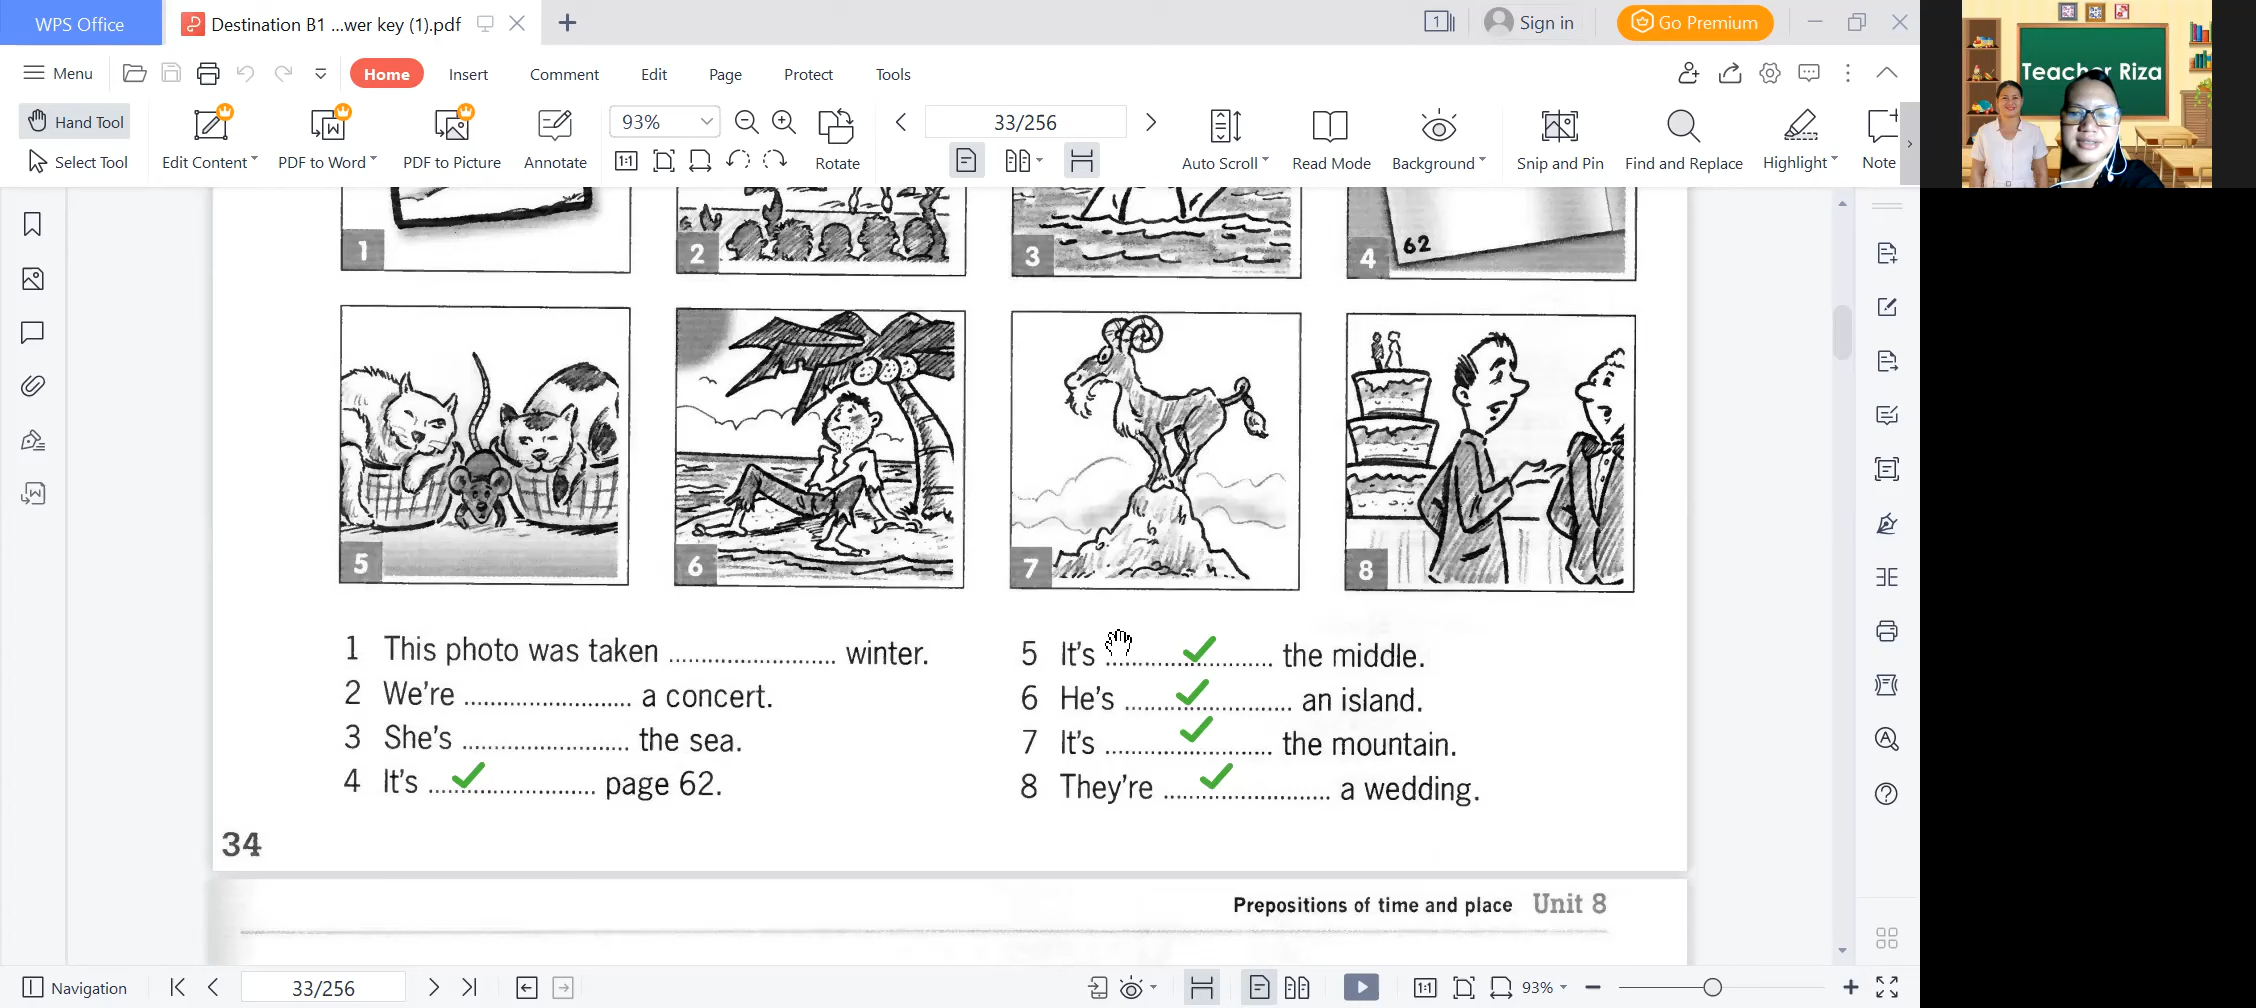 WPS Office
Destination B1 ...wer key (1).pdf
1
Sign in
Go Premium
Menu
Home
Insert
Comment
Edit
Page
Protect
Tools
Hand Tool
Select Tool
Edit Content
PDF to Word
PDF to Picture
Annotate
93%
1:1
Rotate
33/256
Auto Scroll
Read Mode
Background
Snip and Pin
Find and Replace
Highlight
Note
Teacher Riza
1
2
3
4
62
5
6
7
8
1 This photo was taken ........................ winter.
2 We're ........................ a concert.
3 She's ........................ the sea.
4 It's ........................ page 62.
5 It's ........................ the middle.
6 He's ........................ an island.
7 It's ........................ the mountain.
8 They're ........................ a wedding.
34
Prepositions of time and place Unit 8
Navigation
33/256
1:1
93%